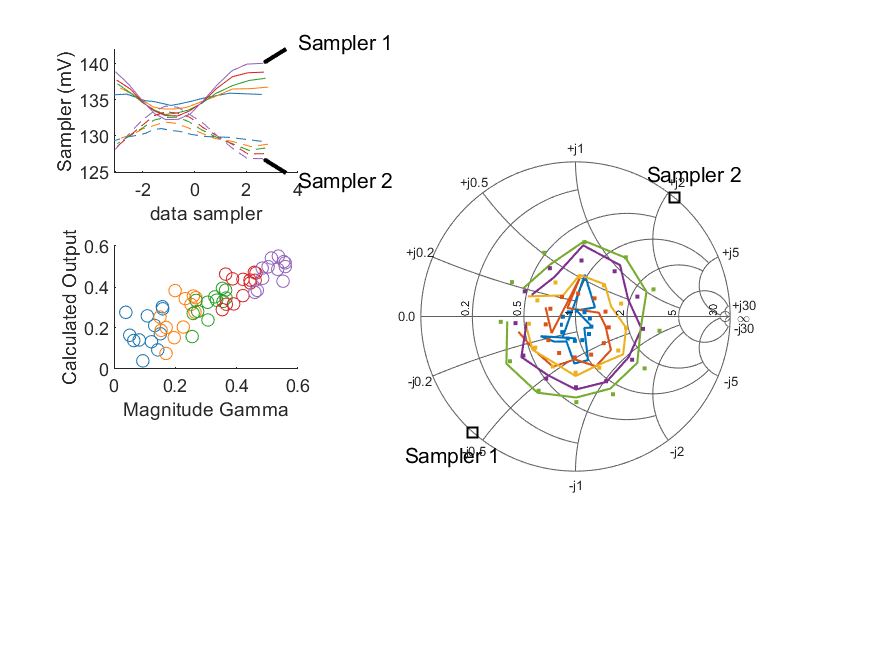 Sampler 1
140
135
130
125
Sampler (mV)
-2
0
2
4
data sampler
Sampler 2
0.6
0.4
0.2
0
Calculated Output
0
0.2
0.4
0.6
Magnitude Gamma
+j1
Sampler 2
+j0.5
+j2
+j0.2
+j5
0.0
0.2
0.5
1
2
5
30
+j30
∞
-j30
-j0.2
-j5
Sampler 1
-j0.5
-j2
-j1